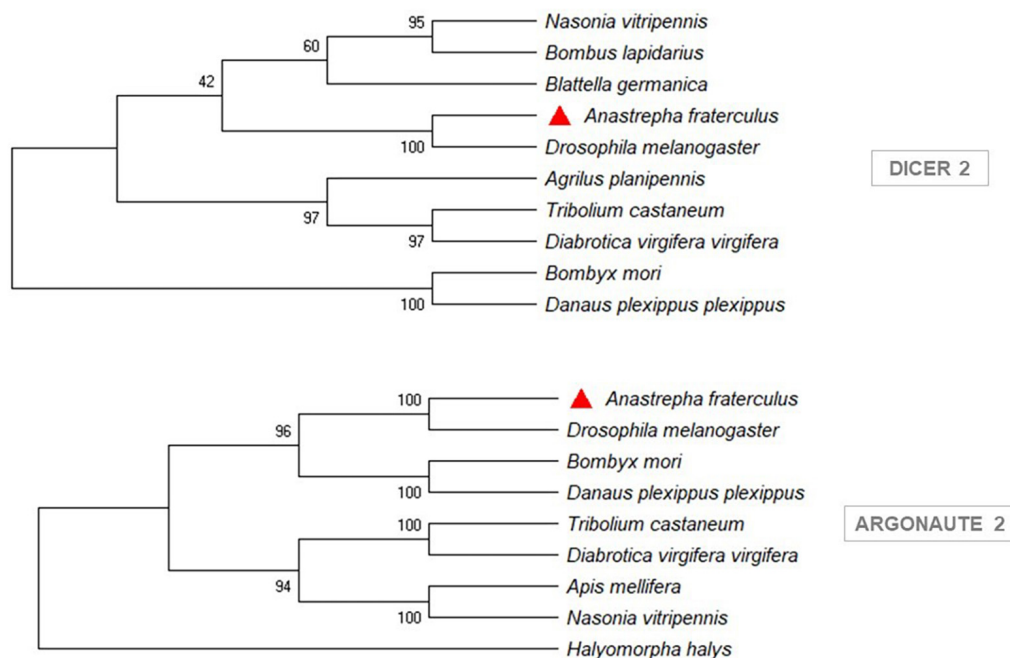 95
Nasonia vitripennis
60
Bombus lapidarius
42
Blattella germanica
Anastrepha fraterculus
100
Drosophila melanogaster
DICER 2
Agrilus planipennis
97
Tribolium castaneum
97
Diabrotica virgifera virgifera
Bombyx mori
100
Danaus plexippus plexippus
100
Anastrepha fraterculus
96
Drosophila melanogaster
Bombyx mori
100
Danaus plexippus plexippus
100
Tribolium castaneum
ARGONAUTE 2
Diabrotica virgifera virgifera
94
Apis mellifera
100
Nasonia vitripennis
Halyomorpha halys